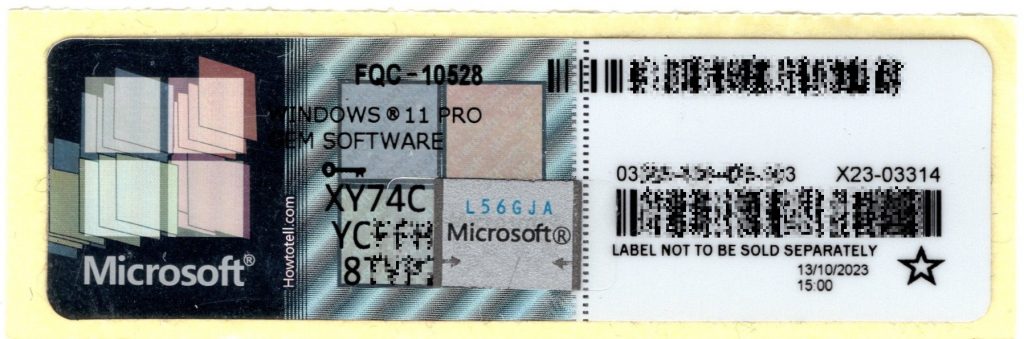 FQC-10528
WINDOWS® 11 PRO
OEM SOFTWARE
XY74C
L56GJA
Microsoft®
Microsoft®
Howtotell.com
X23-03314
LABEL NOT TO BE SOLD SEPARATELY
13/10/2023
15:00